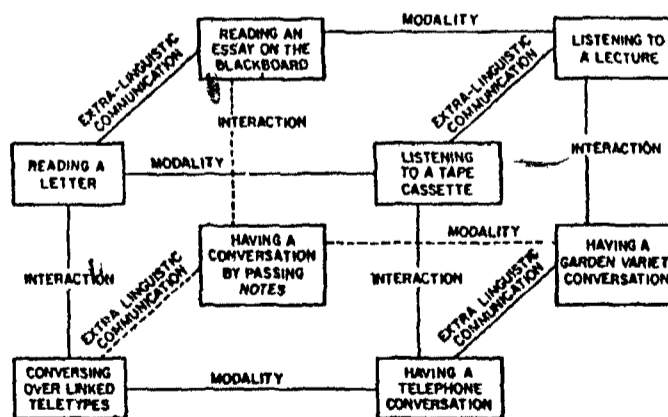 MODALITY
READING AN
ESSAY ON THE
BLACKBOARD
LISTENING TO
A LECTURE
EXTRA-LINGUISTIC
COMMUNICATION
EXTRA-LINGUISTIC
COMMUNICATION
INTERACTION
READING A
LETTER
MODALITY
LISTENING
TO A TAPE
CASSETTE
INTERACTION
HAVING A
CONVERSATION
BY PASSING
NOTES
MODALITY
HAVING A
GARDEN VARIET
CONVERSATION
INTERACTION
EXTRA LINGUISTIC
COMMUNICATION
INTERACTION
EXTRA LINGUISTIC
COMMUNICATION
CONVERSING
OVER LINKED
TELETYPES
MODALITY
HAVING A
TELEPHONE
CONVERSATION